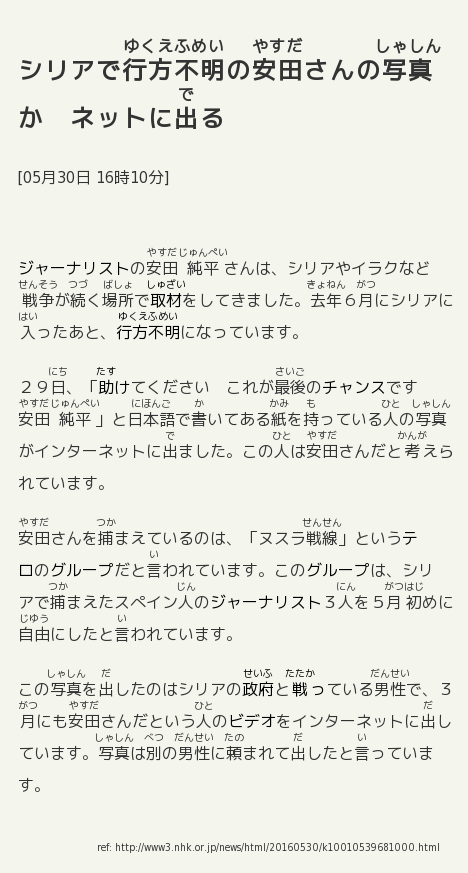 シリアで行方不明の安田さんの写真
か　ネットに出る
[05月30日 16時10分]
ジャーナリストの安田 純平 さんは、シリアやイラクなど
戦争が続く場所で取材をしてきました。去年６月にシリアに
入ったあと、行方不明になっています。
２９日、「助けてください　これが最後のチャンスです
安田 純平 」と日本語で書いてある紙を持っている人の写真
がインターネットに出ました。この人は安田さんだと考えら
れています。
安田さんを捕まえているのは、「ヌスラ戦線」というテ
ロのグループだと言われています。このグループは、シリ
アで捕まえたスペイン人のジャーナリスト３人を５月 初めに
自由にしたと言われています。
この写真を出したのはシリアの政府と戦っている男性で、３
月にも安田さんだという人のビデオをインターネットに出し
ています。写真は別の男性に頼まれて出したと言っていま
す。
ref: http://www3.nhk.or.jp/news/html/20160530/k10010539681000.html